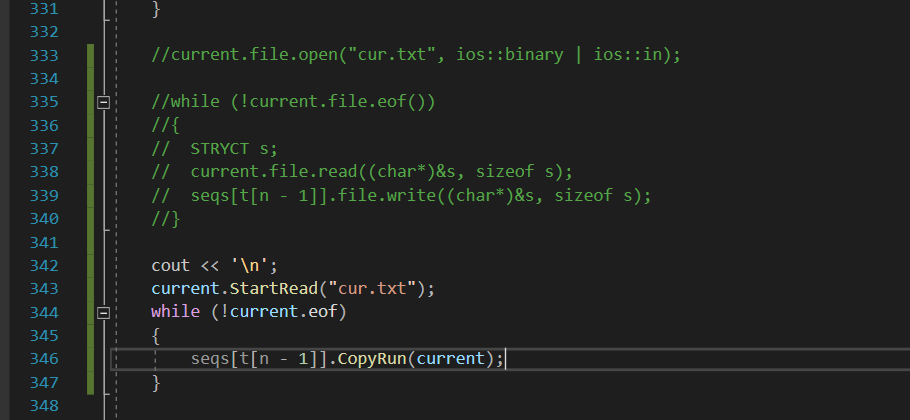 331 }
332
333 //current.file.open("cur.txt", ios::binary | ios::in);
334
335 //while (!current.file.eof())
336 //{
337 //  STRYCT s;
338 //  current.file.read((char*)&s, sizeof s);
339 //  seqs[t[n - 1]].file.write((char*)&s, sizeof s);
340 //}
341
342 cout << '\n';
343 current.StartRead("cur.txt");
344 while (!current.eof)
345 {
346     seqs[t[n - 1]].CopyRun(current);
347 }
348